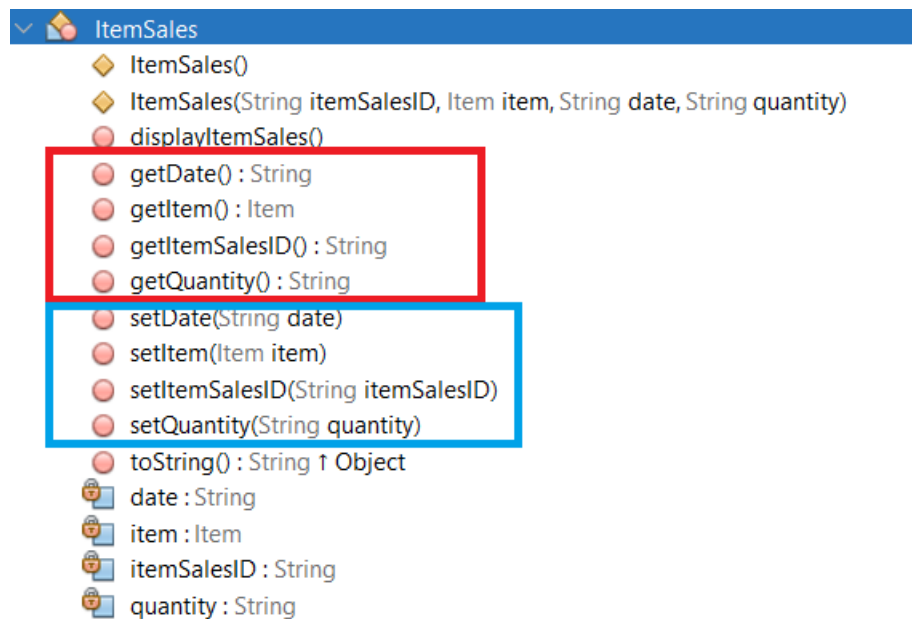 ItemSales
ItemSales()
ItemSales(String itemSalesID, Item item, String date, String quantity)
displayItemSales()
getDate() : String
getItem() : Item
getItemSalesID() : String
getQuantity() : String
setDate(String date)
setItem(Item item)
setItemSalesID(String itemSalesID)
setQuantity(String quantity)
toString() : String ↑ Object
date : String
item : Item
itemSalesID : String
quantity : String